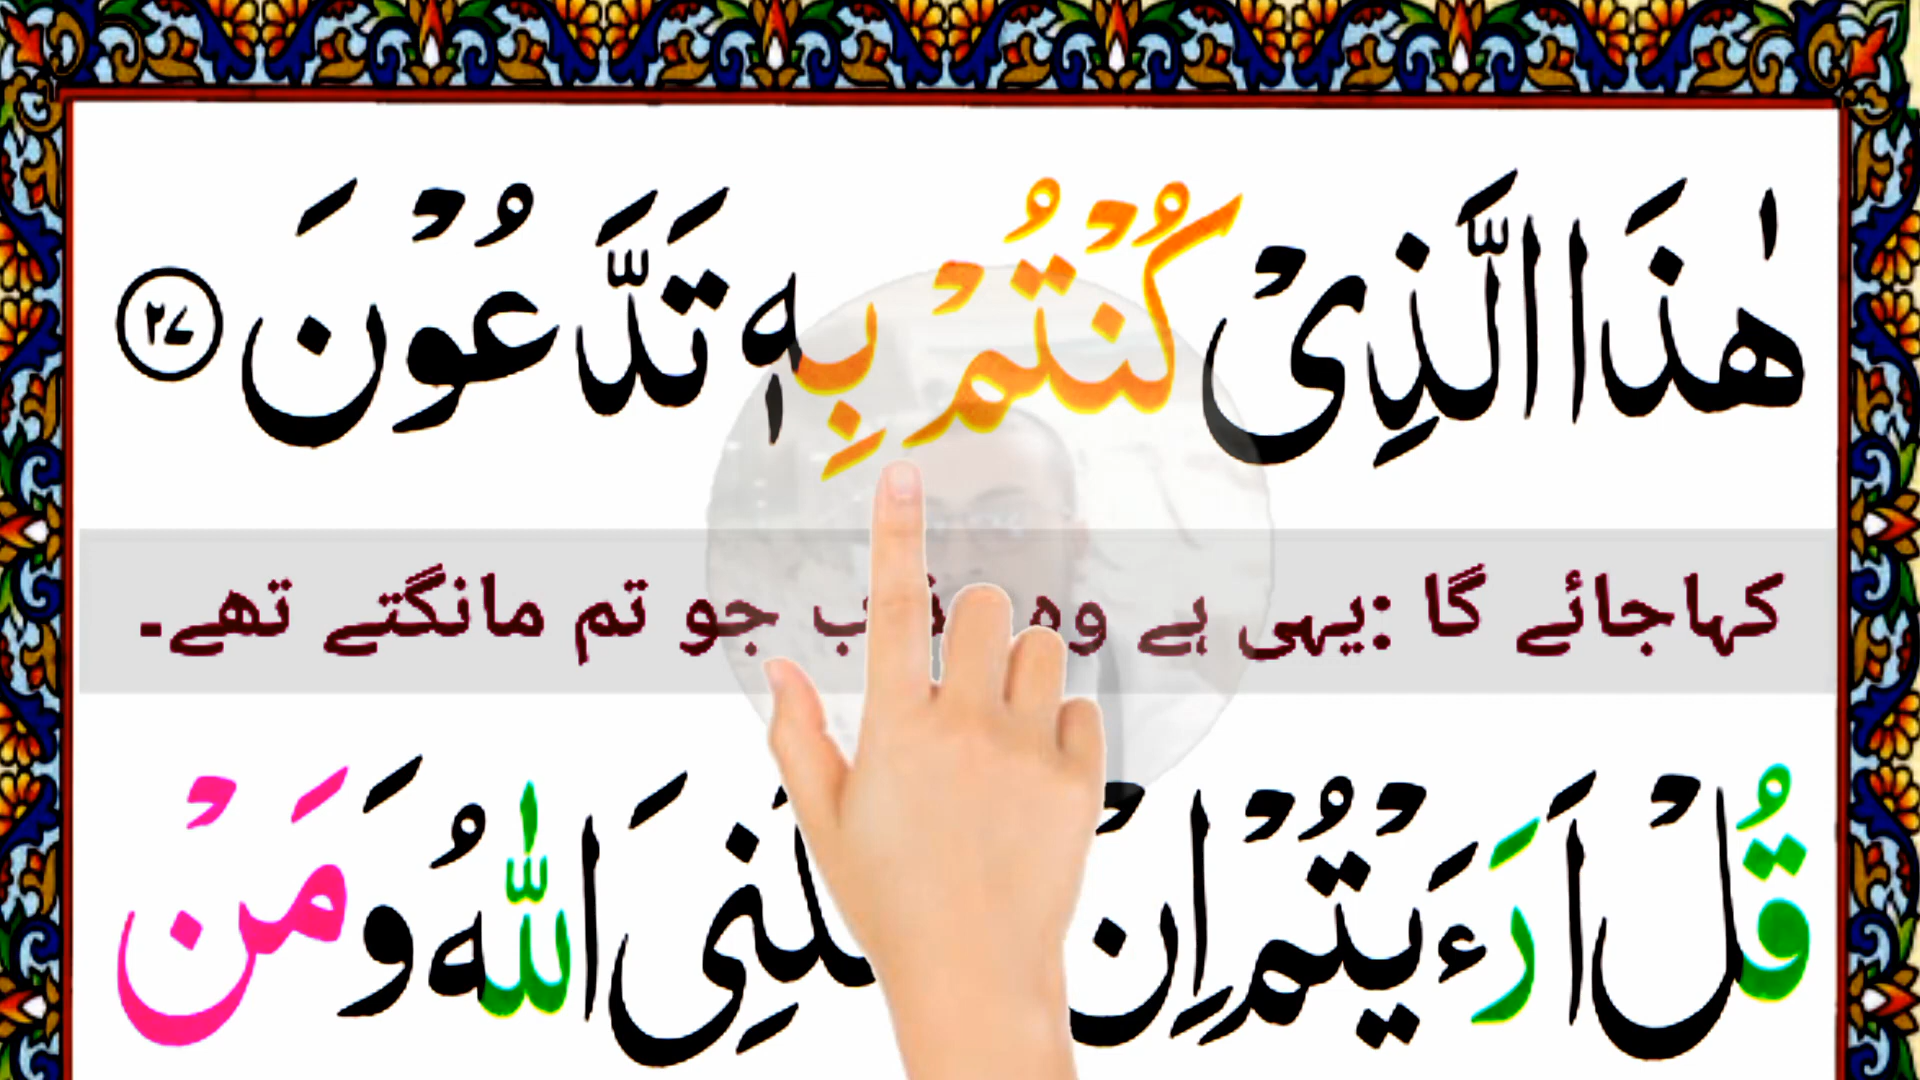 هٰذَا الَّذِیْ كُنْتُمْ بِهٖ تَدَّعُوْنَ ۲۷
کہاجائے گا :یہی ہے وہ جو تم مانگتے تھے۔
قُلْ اَرَءَیْتُمْ اِنْ اللّٰهُ وَ مَنْ